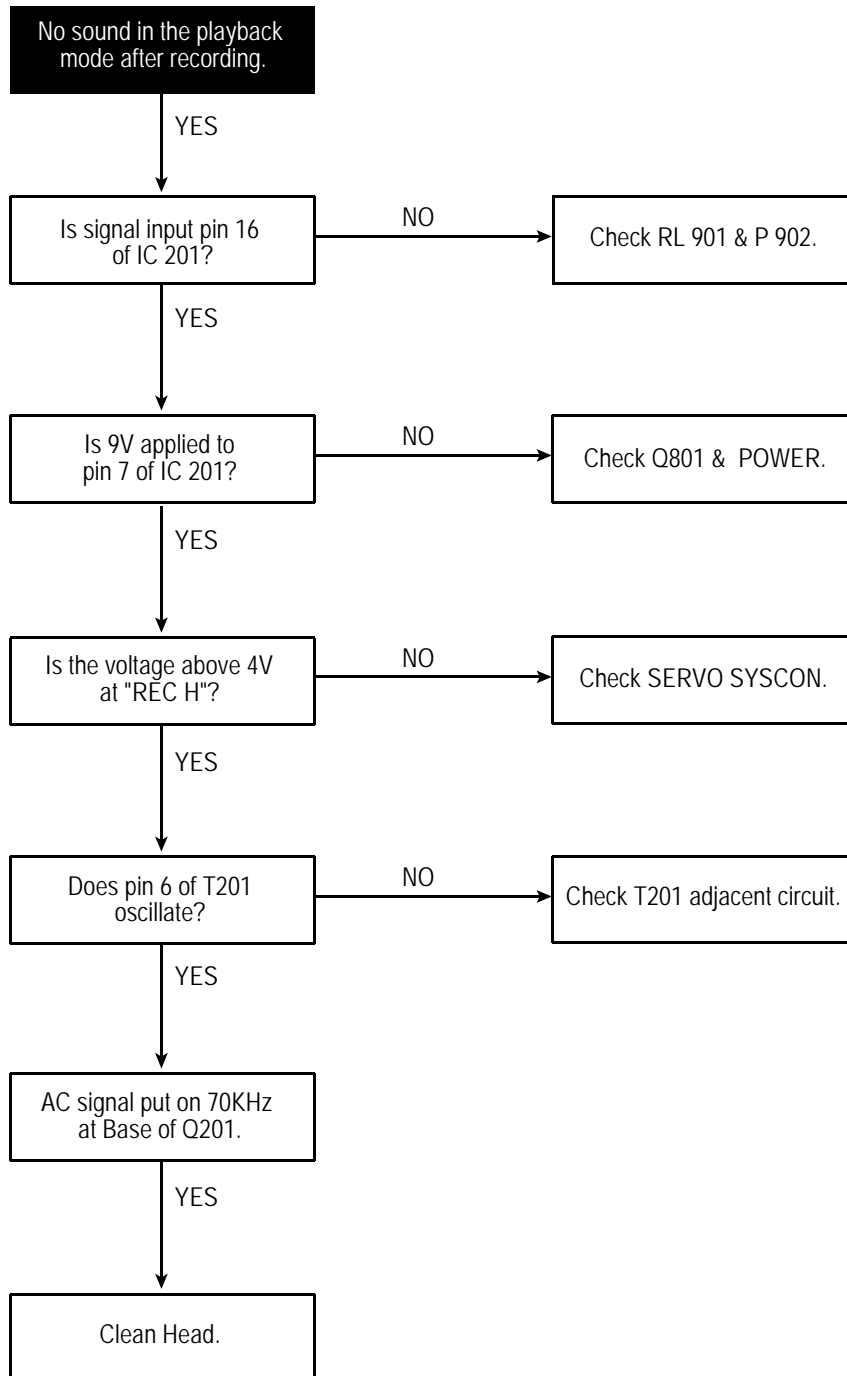 No sound in the playback
mode after recording.
YES
Is signal input pin 16
of IC 201?
NO
Check RL 901 & P 902.
YES
Is 9V applied to
pin 7 of IC 201?
NO
Check Q801 & POWER.
YES
Is the voltage above 4V
at "REC H"?
NO
Check SERVO SYSCON.
YES
Does pin 6 of T201
oscillate?
NO
Check T201 adjacent circuit.
YES
AC signal put on 70KHz
at Base of Q201.
YES
Clean Head.